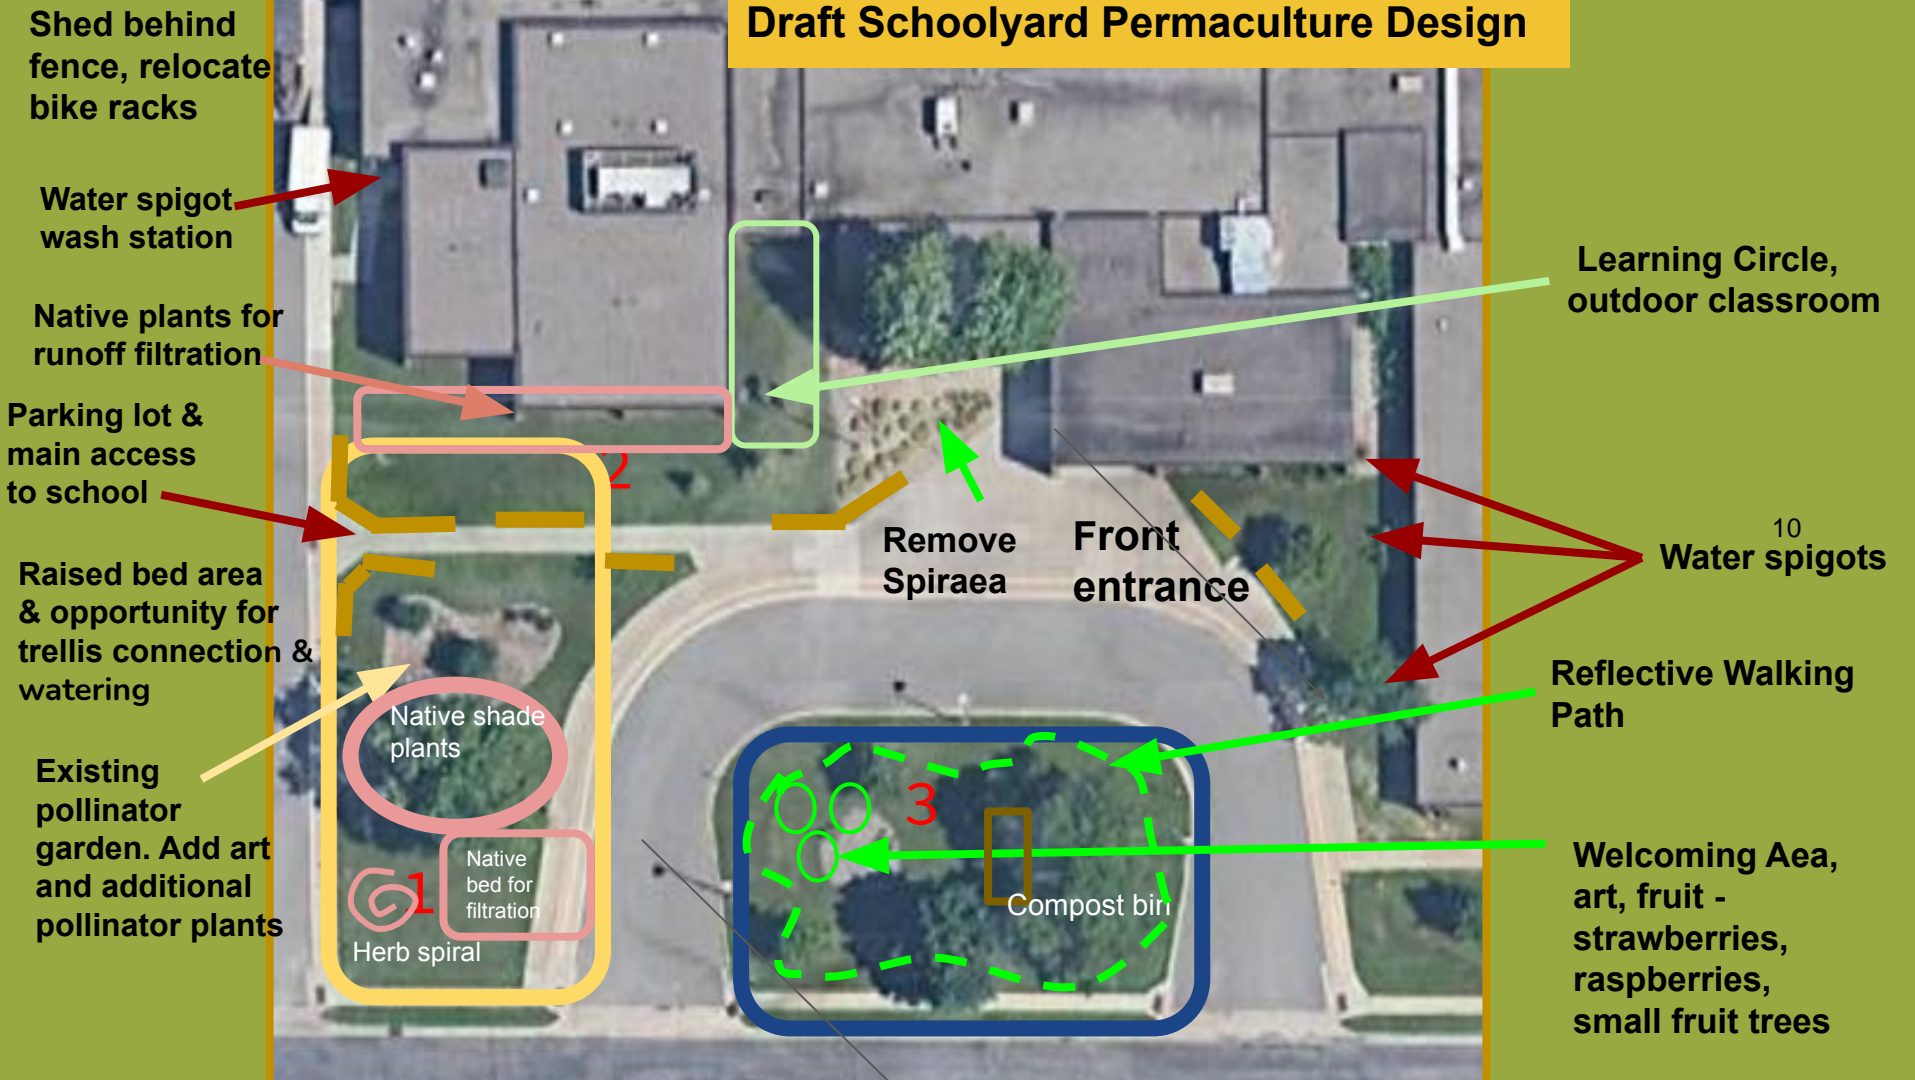 Draft Schoolyard Permaculture Design
Shed behind
fence, relocate
bike racks
Water spigot
wash station
Native plants for
runoff filtration
Parking lot &
main access
to school
Raised bed area
& opportunity for
trellis connection &
watering
Existing
pollinator
garden. Add art
and additional
pollinator plants
2
Native shade
plants
Native
bed for
filtration
1
Herb spiral
Remove
Spiraea
Front
entrance
3
Compost bin
Learning Circle,
outdoor classroom
10
Water spigots
Reflective Walking
Path
Welcoming Aea,
art, fruit -
strawberries,
raspberries,
small fruit trees